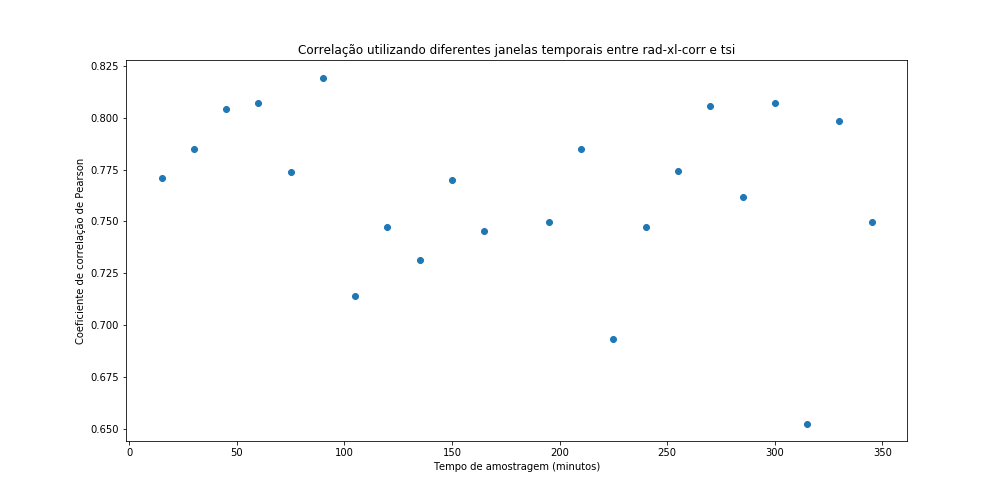 Correlação utilizando diferentes janelas temporais entre rad-xl-corr e tsi
Coeficiente de correlação de Pearson
0.825
0.800
0.775
0.750
0.725
0.700
0.675
0.650
0 50 100 150 200 250 300 350
Tempo de amostragem (minutos)